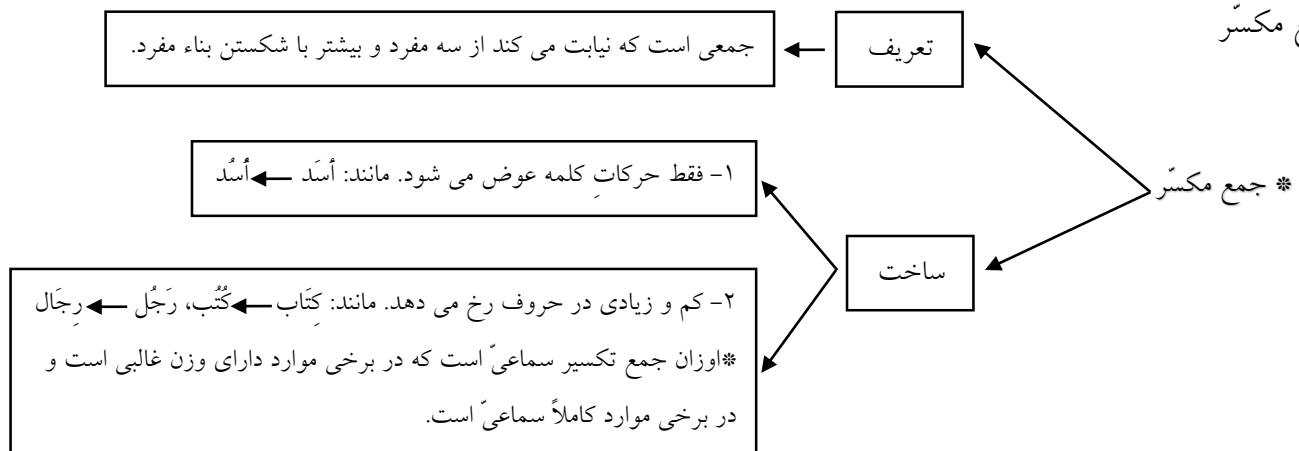 مکسّر
تعریف
جمعی است که نیابت می کند از سه مفرد و بیشتر با شکستن بناء مفرد.
* جمع مکسّر
ساخت
۱- فقط حرکاتِ کلمه عوض می شود. مانند: أسَد ← أُسُد
۲- کم و زیادی در حروف رخ می دهد. مانند: کِتَاب ← کُتُب، رَجُل ← رِجَال
*اوزان جمع تکسیر سماعیّ است که در برخی موارد دارای وزن غالبی است و
در برخی موارد کاملاً سماعیّ است.